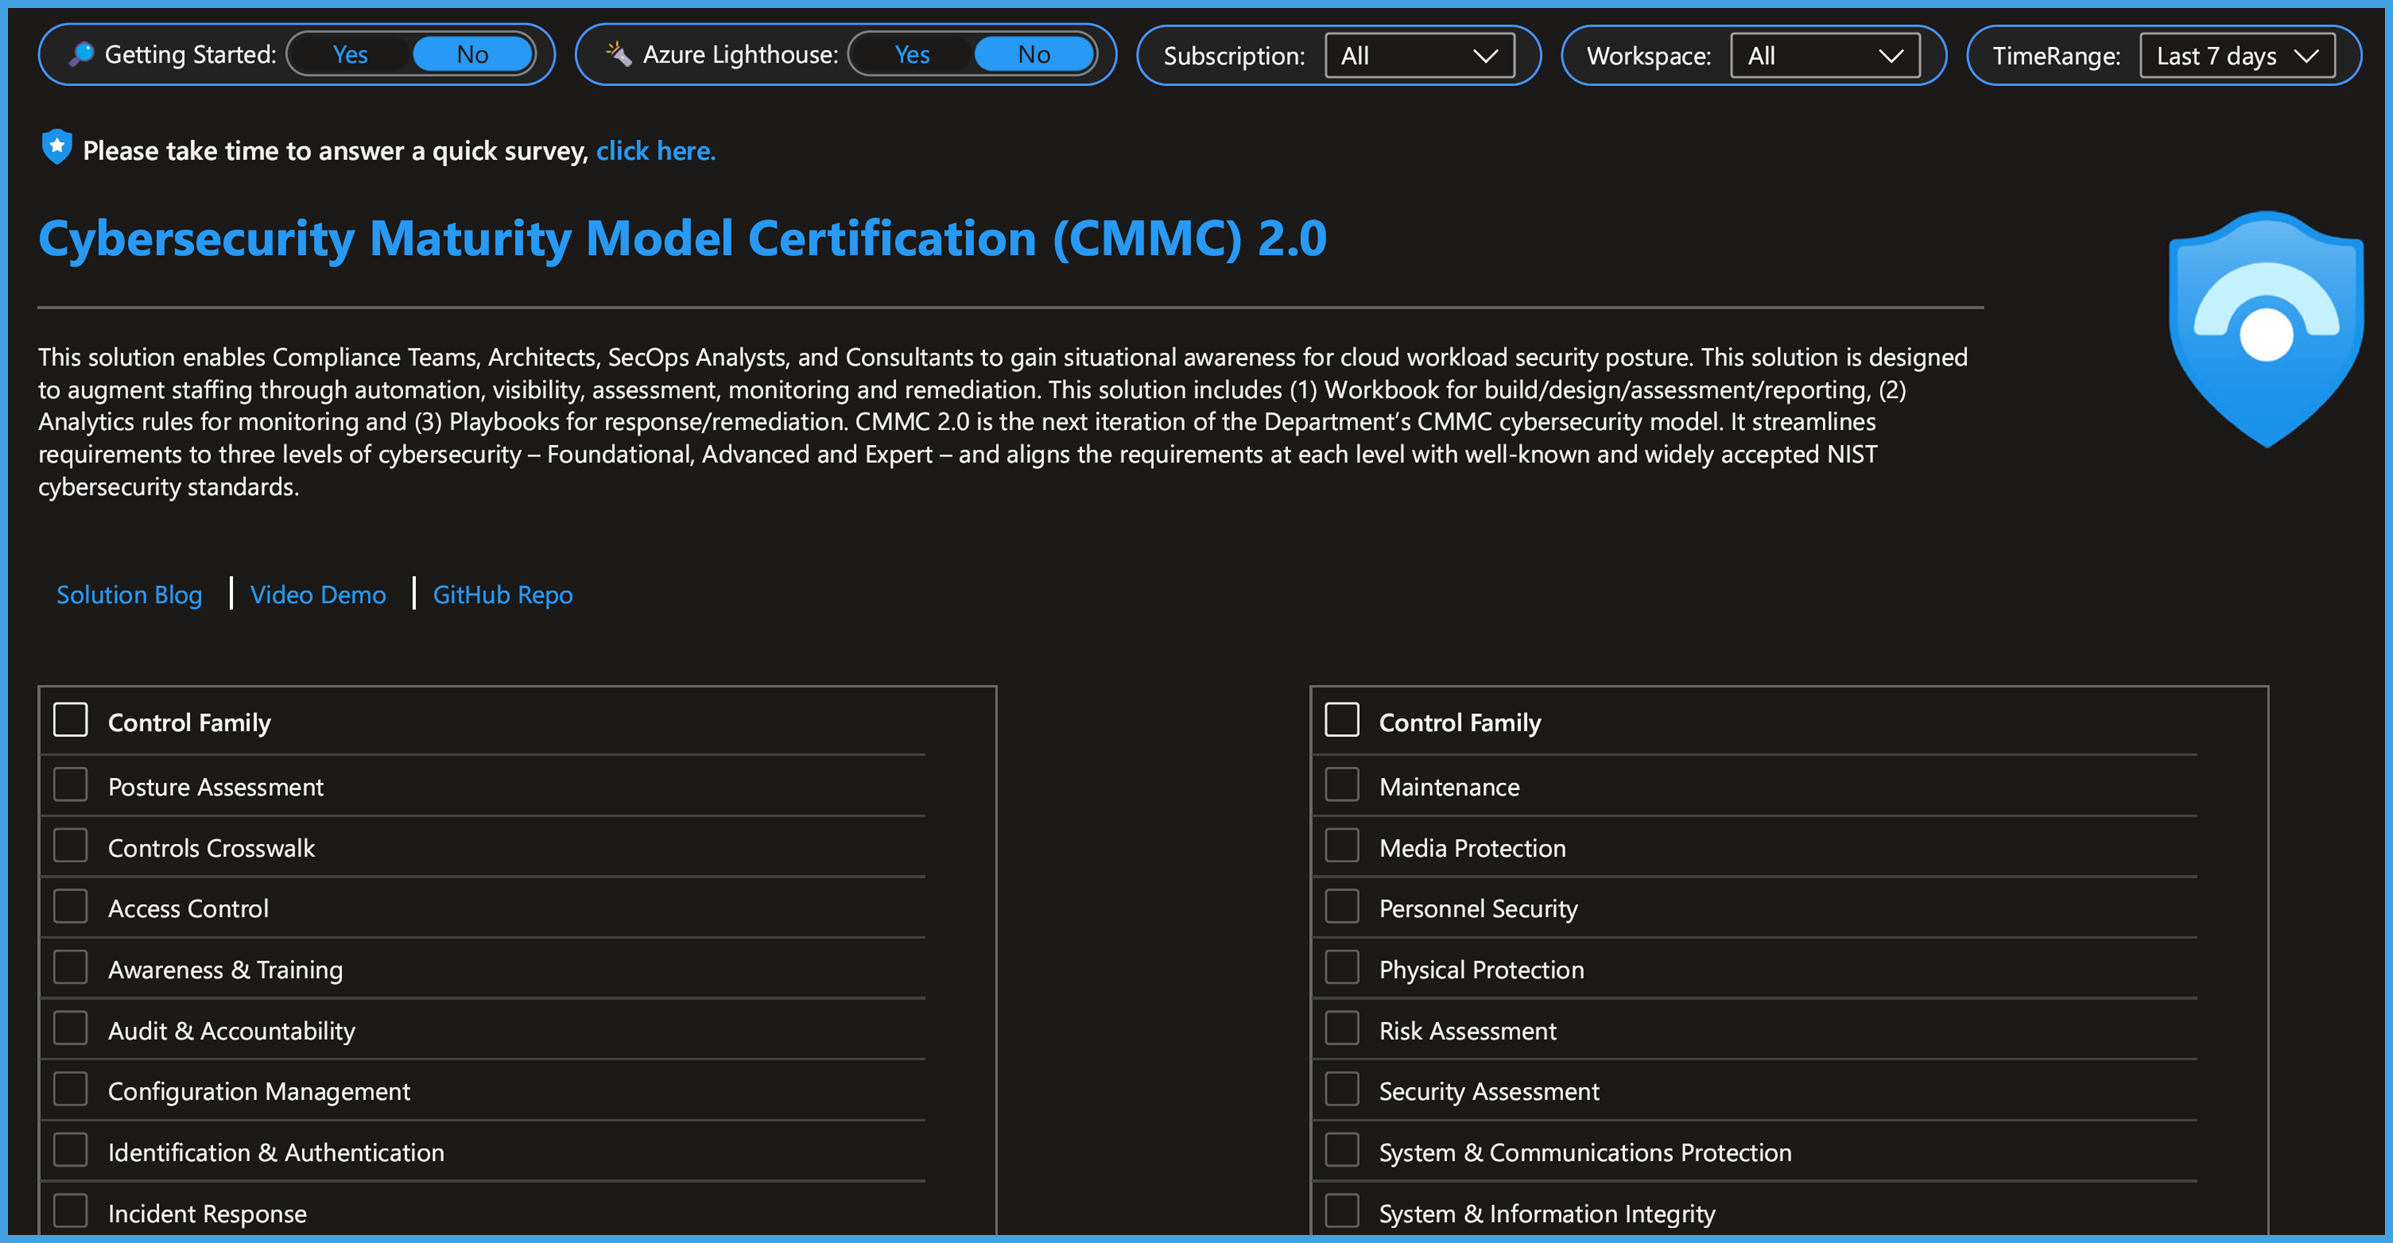 Getting Started: Yes No Azure Lighthouse: Yes No Subscription: All Workspace: All TimeRange: Last 7 days
Please take time to answer a quick survey, click here.
Cybersecurity Maturity Model Certification (CMMC) 2.0
This solution enables Compliance Teams, Architects, SecOps Analysts, and Consultants to gain situational awareness for cloud workload security posture. This solution is designed
to augment staffing through automation, visibility, assessment, monitoring and remediation. This solution includes (1) Workbook for build/design/assessment/reporting, (2)
Analytics rules for monitoring and (3) Playbooks for response/remediation. CMMC 2.0 is the next iteration of the Department’s CMMC cybersecurity model. It streamlines
requirements to three levels of cybersecurity – Foundational, Advanced and Expert – and aligns the requirements at each level with well-known and widely accepted NIST
cybersecurity standards.
Solution Blog | Video Demo | GitHub Repo
Control Family
Posture Assessment
Controls Crosswalk
Access Control
Awareness & Training
Audit & Accountability
Configuration Management
Identification & Authentication
Incident Response
Control Family
Maintenance
Media Protection
Personnel Security
Physical Protection
Risk Assessment
Security Assessment
System & Communications Protection
System & Information Integrity